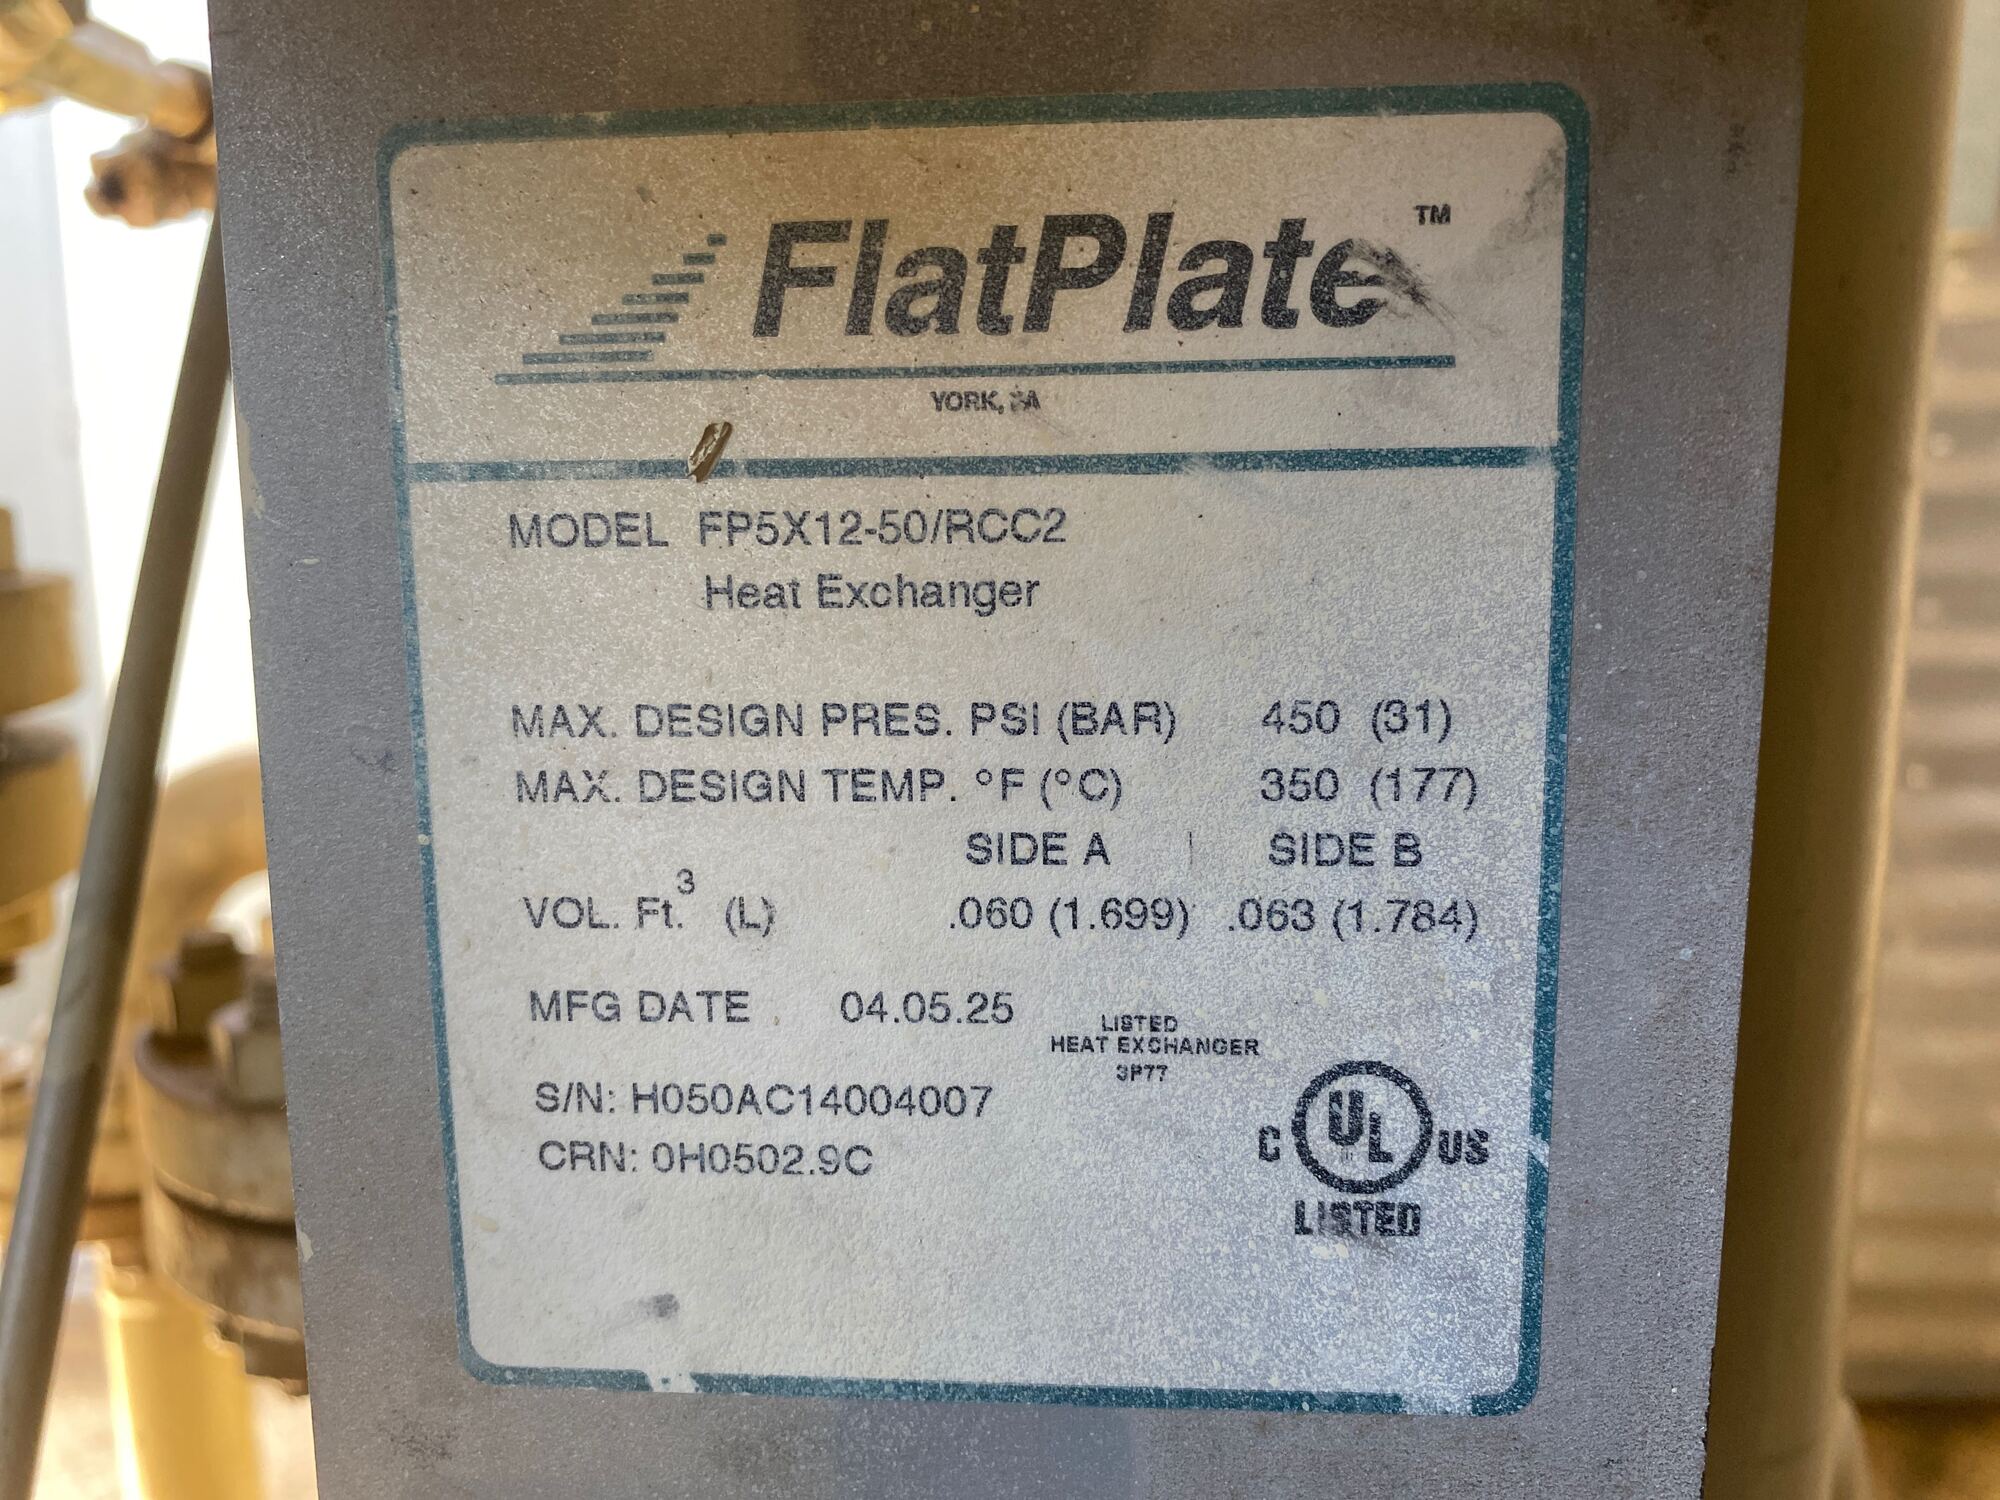 FlatPlate™
YORK, PA
MODEL FP5X12-50/RCC2
Heat Exchanger
MAX. DESIGN PRES. PSI (BAR) 450 (31)
MAX. DESIGN TEMP. °F (°C) 350 (177)
SIDE A | SIDE B
VOL. Ft.³ (L) .060 (1.699) .063 (1.784)
MFG DATE 04.05.25
LISTED
HEAT EXCHANGER
3P77
S/N: H050AC14004007
CRN: 0H0502.9C
C UL US
LISTED